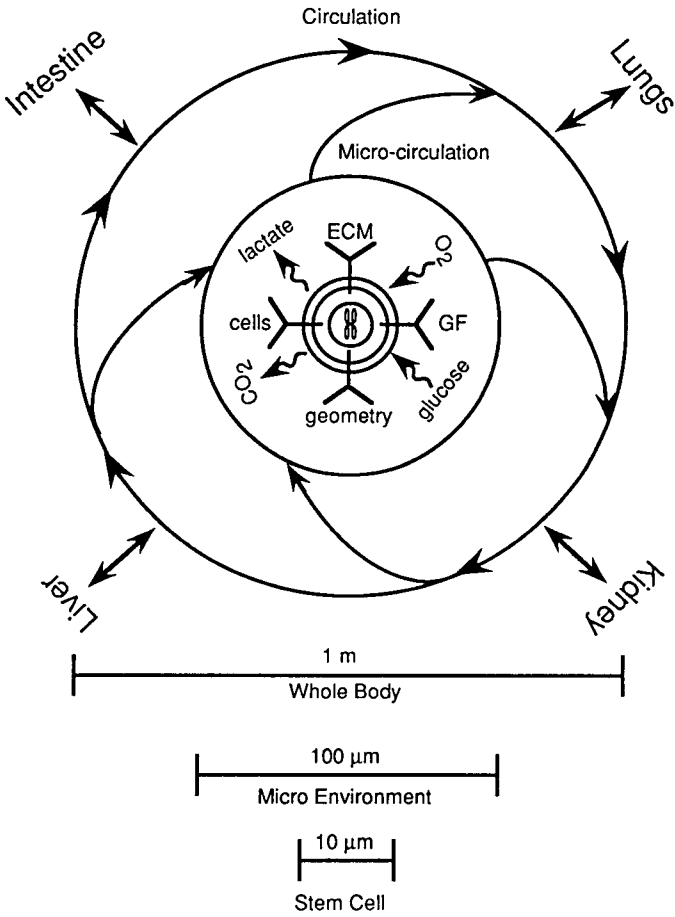 Circulation
Intestine
Lungs
Micro-circulation
ECM
lactate
O2
cells
GF
CO2
glucose
geometry
Liver
Kidney
1 m
Whole Body
100 μm
Micro Environment
10 μm
Stem Cell